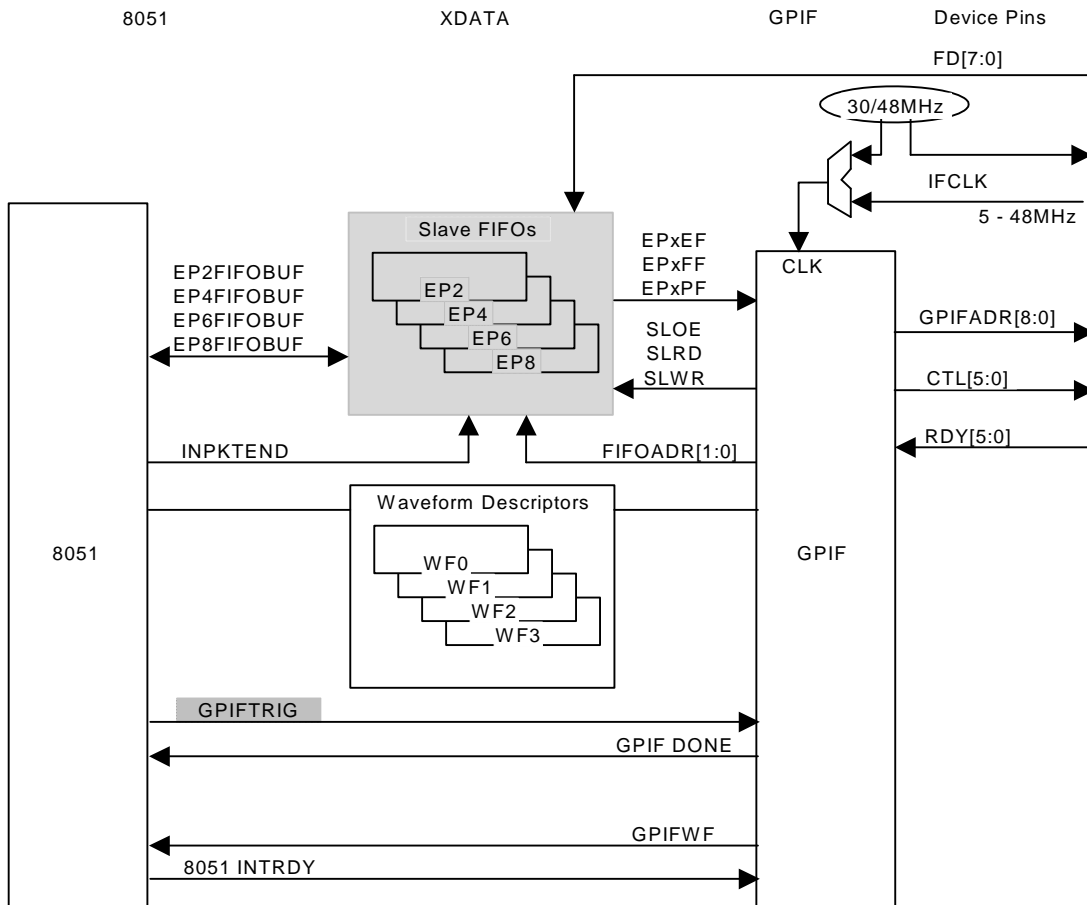 8051 XDATA GPIF Device Pins
FD[7:0]
30/48MHz
IFCLK
5 - 48MHz
Slave FIFOs
EP2
EP4
EP6
EP8
EP2FIFOBUF
EP4FIFOBUF
EP6FIFOBUF
EP8FIFOBUF
EPxEF
EPxFF
EPxPF
SLOE
SLRD
SLWR
CLK
GPIFADR[8:0]
CTL[5:0]
RDY[5:0]
INPKTEND
FIFOADR[1:0]
Waveform Descriptors
WF0
WF1
WF2
WF3
8051
GPIF
GPIFTRIG
GPIF DONE
GPIFWF
8051 INTRDY